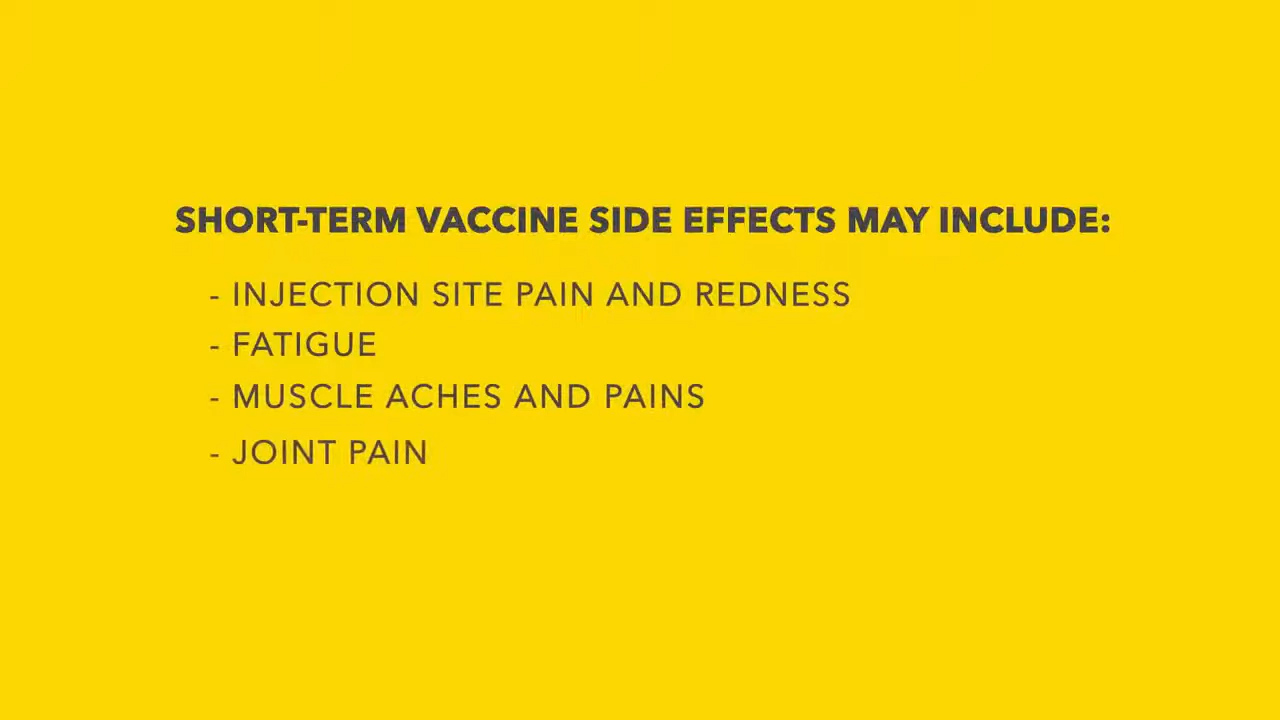 SHORT-TERM VACCINE SIDE EFFECTS MAY INCLUDE:
- INJECTION SITE PAIN AND REDNESS
- FATIGUE
- MUSCLE ACHES AND PAINS
- JOINT PAIN